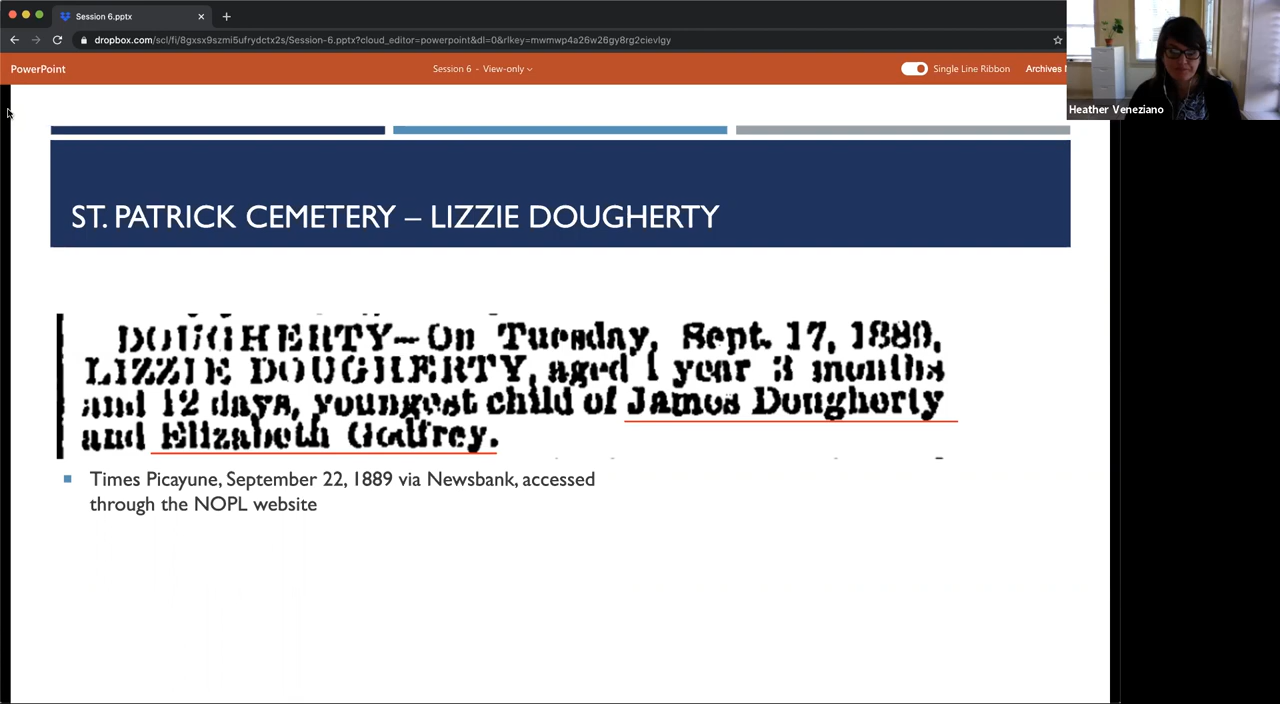 Session 6.pptx
dropbox.com/scl/fi/8gxsx9szmi5ufrydctx2s/Session-6.pptx?cloud_editor=powerpoint&dl=0&rlkey=mwmwp4a26w26gy8rg2cievlgy
PowerPoint
Session 6 - View-only
Single Line Ribbon
Archives
Heather Veneziano
ST. PATRICK CEMETERY – LIZZIE DOUGHERTY
DOUGHERTY—On Tuesday, Sept. 17, 1889,
LIZZIE DOUGHERTY, aged 1 year 3 months
and 12 days, youngest child of James Dougherty
and Elizabeth Godfrey.
Times Picayune, September 22, 1889 via Newsbank, accessed
through the NOPL website